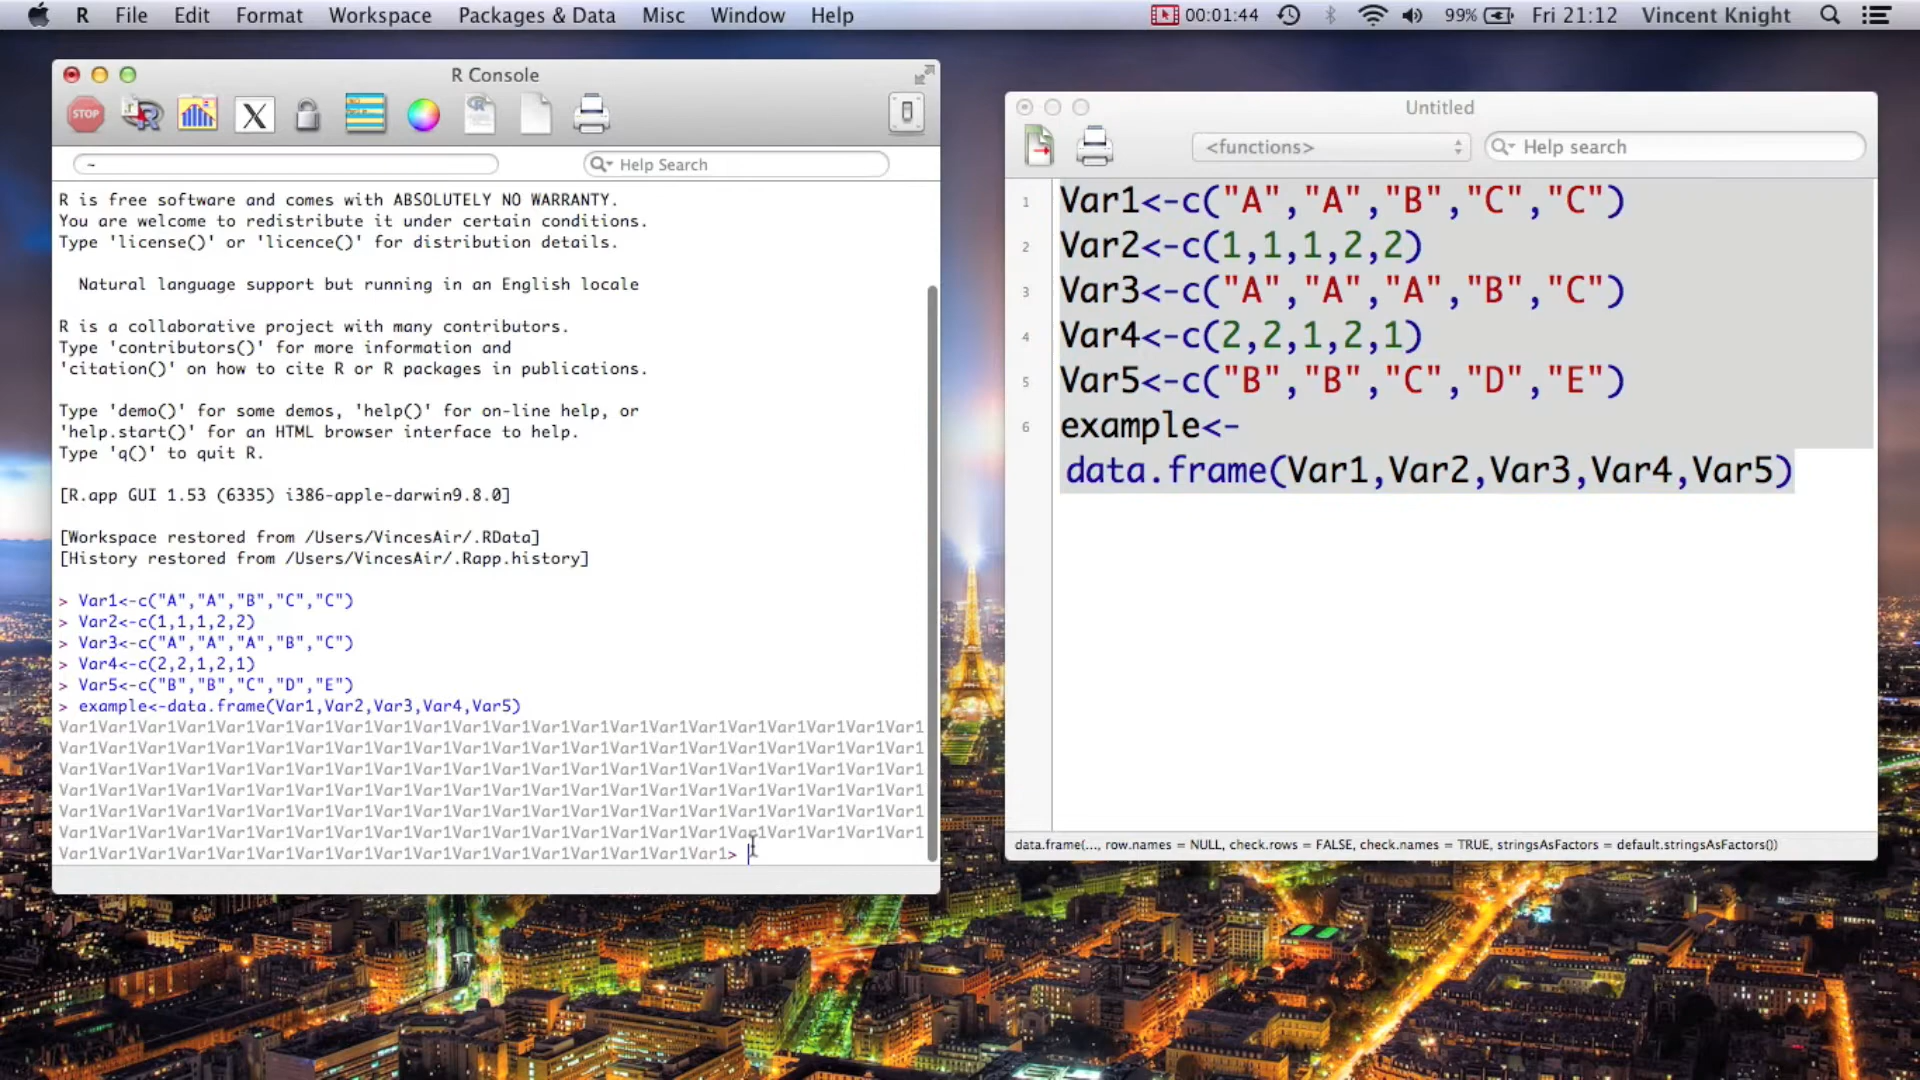 R File Edit Format Workspace Packages & Data Misc Window Help 00:01:44 99% Fri 21:12 Vincent Knight
R Console
STOP
~
Help Search
R is free software and comes with ABSOLUTELY NO WARRANTY.
You are welcome to redistribute it under certain conditions.
Type 'license()' or 'licence()' for distribution details.
Natural language support but running in an English locale
R is a collaborative project with many contributors.
Type 'contributors()' for more information and
'citation()' on how to cite R or R packages in publications.
Type 'demo()' for some demos, 'help()' for on-line help, or
'help.start()' for an HTML browser interface to help.
Type 'q()' to quit R.
[R.app GUI 1.53 (6335) i386-apple-darwin9.8.0]
[Workspace restored from /Users/VincesAir/.RData]
[History restored from /Users/VincesAir/.Rapp.history]
> Var1<-c("A","A","B","C","C")
> Var2<-c(1,1,1,2,2)
> Var3<-c("A","A","A","B","C")
> Var4<-c(2,2,1,2,1)
> Var5<-c("B","B","C","D","E")
> example<-data.frame(Var1,Var2,Var3,Var4,Var5)
Var1Var1Var1Var1Var1Var1Var1Var1Var1Var1Var1Var1Var1Var1Var1Var1Var1Var1Var1Var1Var1Var1
Var1Var1Var1Var1Var1Var1Var1Var1Var1Var1Var1Var1Var1Var1Var1Var1Var1Var1Var1Var1Var1Var1
Var1Var1Var1Var1Var1Var1Var1Var1Var1Var1Var1Var1Var1Var1Var1Var1Var1Var1Var1Var1Var1Var1
Var1Var1Var1Var1Var1Var1Var1Var1Var1Var1Var1Var1Var1Var1Var1Var1Var1Var1Var1Var1Var1Var1
Var1Var1Var1Var1Var1Var1Var1Var1Var1Var1Var1Var1Var1Var1Var1Var1Var1Var1Var1Var1Var1Var1
Var1Var1Var1Var1Var1Var1Var1Var1Var1Var1Var1Var1Var1Var1Var1Var1Var1Var1Var1Var1Var1Var1
Var1Var1Var1Var1Var1Var1Var1Var1Var1Var1Var1Var1Var1Var1Var1Var1Var1>
Untitled
<functions>
Help search
1 Var1<-c("A","A","B","C","C")
2 Var2<-c(1,1,1,2,2)
3 Var3<-c("A","A","A","B","C")
4 Var4<-c(2,2,1,2,1)
5 Var5<-c("B","B","C","D","E")
6 example<-
data.frame(Var1,Var2,Var3,Var4,Var5)
data.frame(..., row.names = NULL, check.rows = FALSE, check.names = TRUE, stringsAsFactors = default.stringsAsFactors())